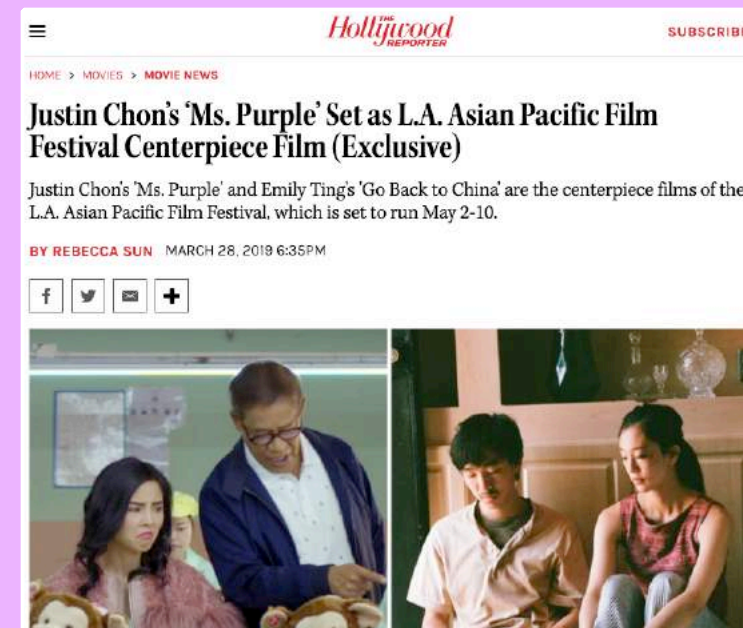 The Hollywood REPORTER
SUBSCRIBE
HOME > MOVIES > MOVIE NEWS
Justin Chon's ‘Ms. Purple’ Set as L.A. Asian Pacific Film
Festival Centerpiece Film (Exclusive)
Justin Chon's 'Ms. Purple' and Emily Ting's 'Go Back to China' are the centerpiece films of the
L.A. Asian Pacific Film Festival, which is set to run May 2-10.
BY REBECCA SUN MARCH 28, 2019 6:35PM